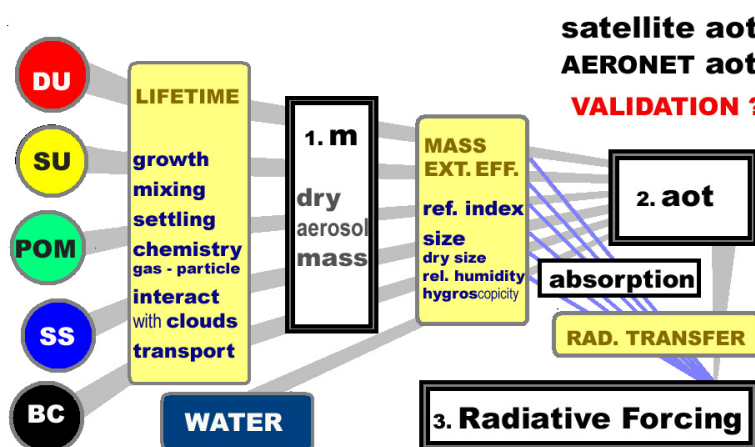 satellite aot
AERONET aot
VALIDATION ?
DU
SU
POM
SS
BC
LIFETIME
growth
mixing
settling
chemistry
gas - particle
interact
with clouds
transport
1. m
dry
aerosol
mass
MASS
EXT. EFF.
ref. index
size
dry size
rel. humidity
hygroscopicity
2. aot
absorption
RAD. TRANSFER
WATER
3. Radiative Forcing